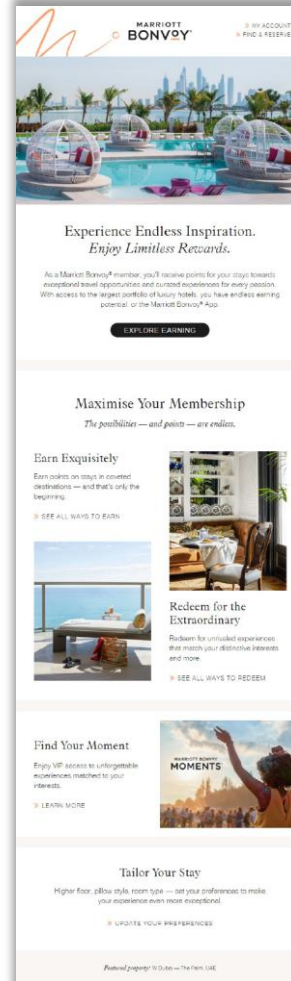 MARRIOTT
BONVOY®
» MY ACCOUNT
» FIND & RESERVE
Experience Endless Inspiration.
Enjoy Limitless Rewards.
As a Marriott Bonvoy® member, you'll receive points for your stays towards
exceptional travel opportunities and curated experiences for every passion.
With access to the largest portfolio of luxury hotels, you have endless earning
potential. or the Marriott Bonvoy® App.
EXPLORE EARNING
Maximise Your Membership
The possibilities — and points — are endless.
Earn Exquisitely
Earn points on stays in coveted
destinations — and that's only the
beginning.
» SEE ALL WAYS TO EARN
Redeem for the
Extraordinary
Redeem for unrivaled experiences
that match your distinctive interests
and more.
» SEE ALL WAYS TO REDEEM
Find Your Moment
Enjoy VIP access to unforgettable
experiences matched to your
interests.
» LEARN MORE
MARRIOTT BONVOY
MOMENTS
Tailor Your Stay
Higher floor, pillow style, room type — set your preferences to make
your experience even more exceptional.
» UPDATE YOUR PREFERENCES
Featured property: W Dubai — The Palm, UAE